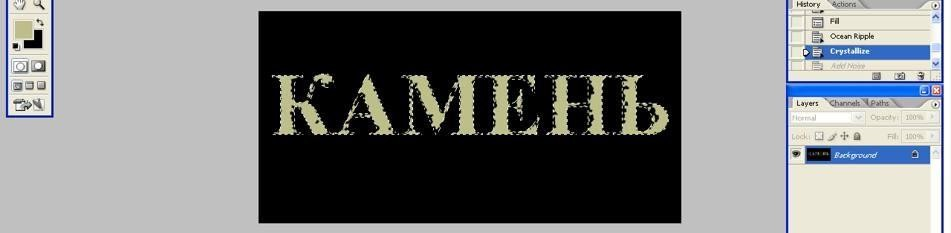 History Actions
Fill
Ocean Ripple
Crystallize
Add Noise
КАМЕНЬ
Layers Channels Paths
Normal Opacity: 100%
Lock: Fill: 100%
Background